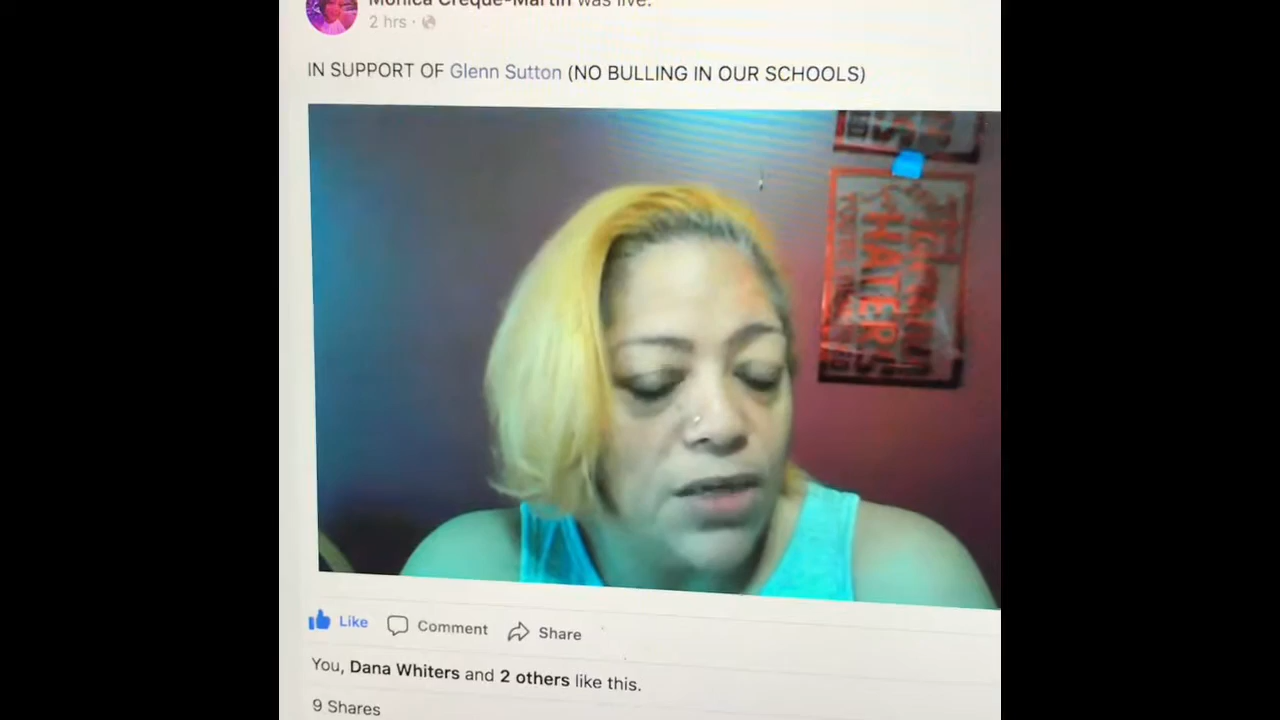 Monica Creque-Martin was live.
2 hrs ·
IN SUPPORT OF Glenn Sutton (NO BULLING IN OUR SCHOOLS)
HATERS
Like Comment Share
You, Dana Whiters and 2 others like this.
9 Shares